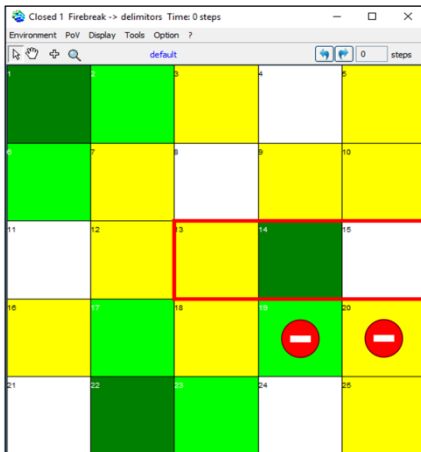 Closed 1 Firebreak -> delimitors Time: 0 steps
Environment PoV Display Tools Option ?
default 0 steps
1 2 3 4 5
6 7 8 9 10
11 12 13 14 15
16 17 18 19 20
21 22 23 24 25